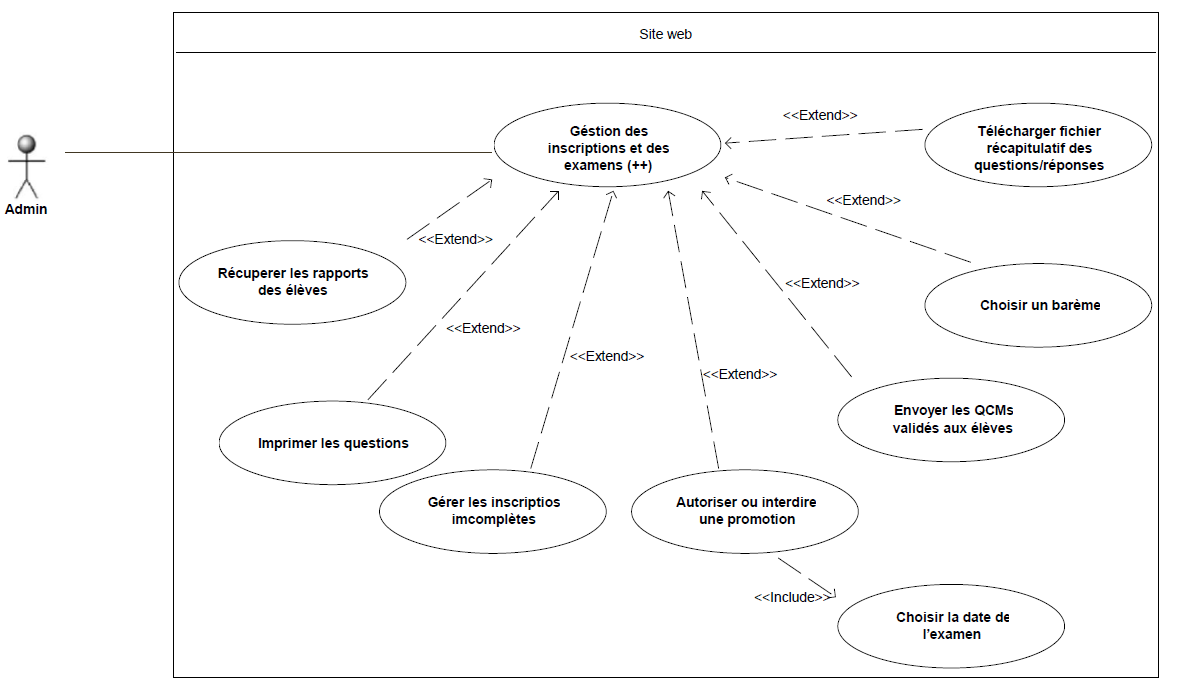 Site web
Géstion des
inscriptions et des
examens (++)
<<Extend>>
Télécharger fichier
récapitulatif des
questions/réponses
Admin
<<Extend>>
<<Extend>>
Récuperer les rapports
des élèves
<<Extend>>
Choisir un barème
<<Extend>>
<<Extend>>
<<Extend>>
Envoyer les QCMs
validés aux élèves
Imprimer les questions
Gérer les inscriptios
imcomplètes
Autoriser ou interdire
une promotion
<<Include>>
Choisir la date de
l'examen